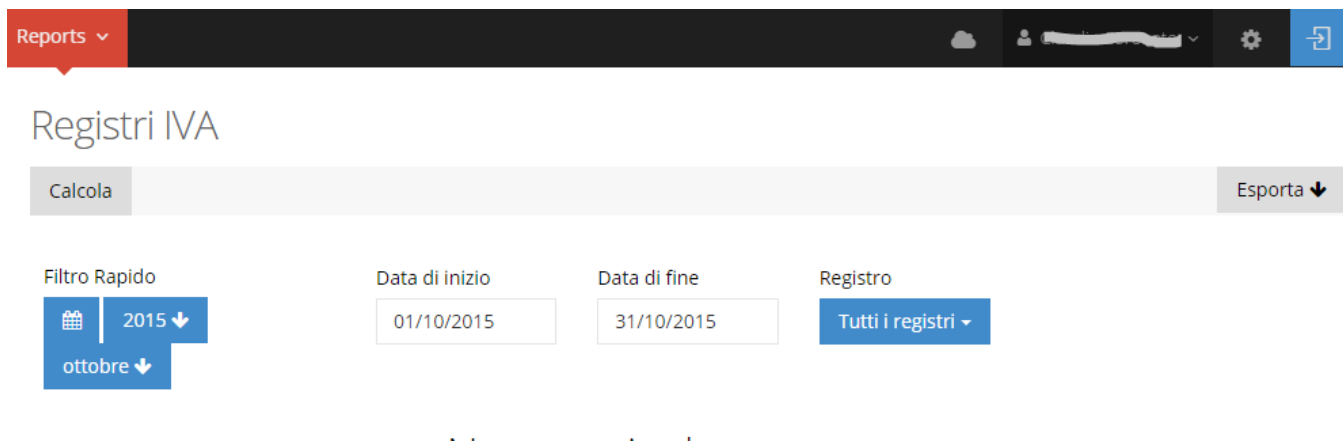 Reports
Registri IVA
Calcola
Esporta
Filtro Rapido
Data di inizio
Data di fine
Registro
2015
01/10/2015
31/10/2015
Tutti i registri
ottobre